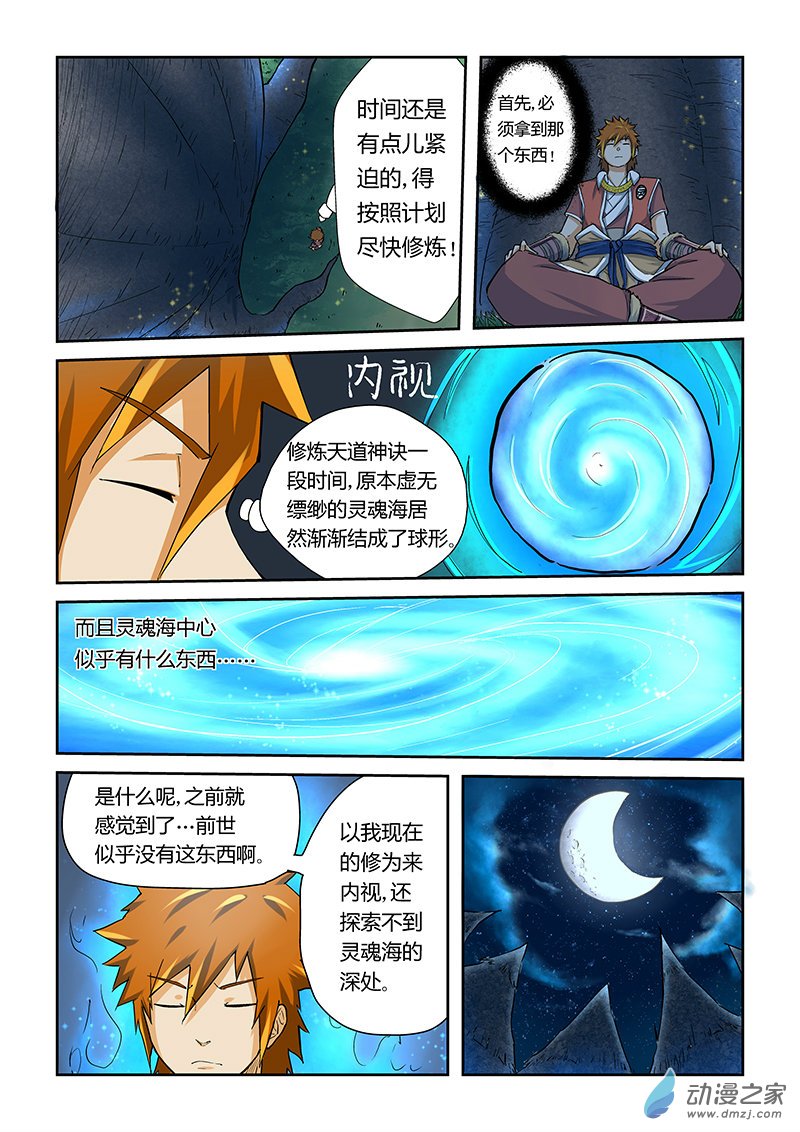 时间还是
有点儿紧
迫的,得
按照计划
尽快修炼!
首先,必
须拿到那
个东西!
内视
修炼天道神诀一
段时间,原本虚无
缥缈的灵魂海居
然渐渐结成了球形。
而且灵魂海中心
似乎有什么东西……
是什么呢,之前就
感觉到了…前世
似乎没有这东西啊。
以我现在
的修为来
内视,还
探索不到
灵魂海的
深处。
动漫之家
www.dmzj.com